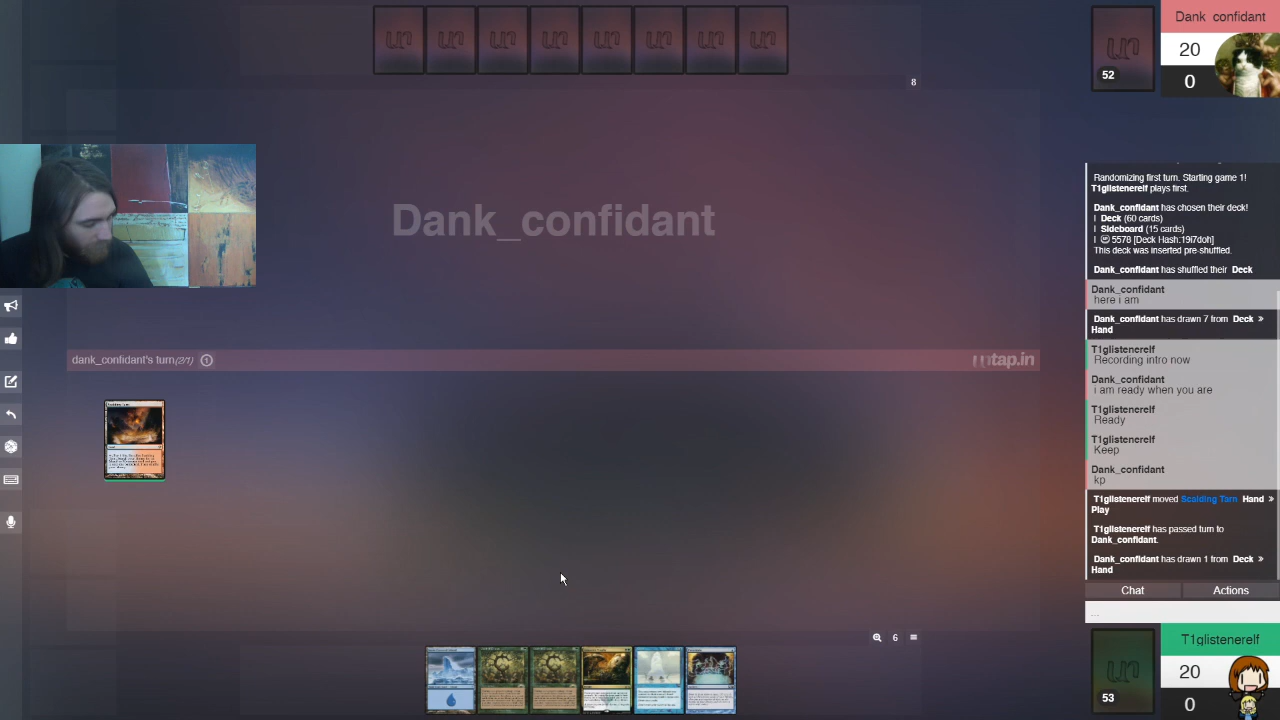 Dank confidant
20
0
52
8
Dank_confidant
dank_confidant's turn(2/7)
1
untap.in
Randomizing first turn. Starting game 1!
T1glistenerelf plays first.
Dank_confidant has chosen their deck!
| Deck (60 cards)
| Sideboard (15 cards)
This deck was inserted pre-shuffled.
Dank_confidant has shuffled their Deck
Dank_confidant
here i am
Dank_confidant has drawn 7 from Deck »
Hand
T1glistenerelf
Recording intro now
Dank_confidant
i am ready when you are
T1glistenerelf
Ready
T1glistenerelf
Keep
Dank_confidant
kp
T1glistenerelf moved Scalding Tarn Hand »
Play
T1glistenerelf has passed turn to
Dank_confidant.
Dank_confidant has drawn 1 from Deck »
Hand
Chat
Actions
...
6
T1glistenerelf
20
0